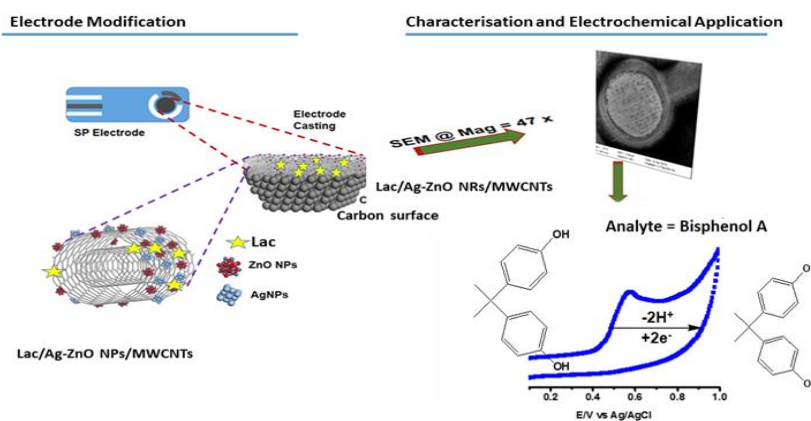 Electrode Modification
Characterisation and Electrochemical Application
SP Electrode
Electrode
Casting
SEM @ Mag = 47 x
Lac/Ag-ZnO NRs/MWCNTs
C
Carbon surface
Lac
ZnO NPs
AgNPs
Lac/Ag-ZnO NPs/MWCNTs
Analyte = Bisphenol A
OH
OH
O
O
-2H⁺
+2e⁻
0.2
0.4
0.6
0.8
1.0
E/V vs Ag/AgCl